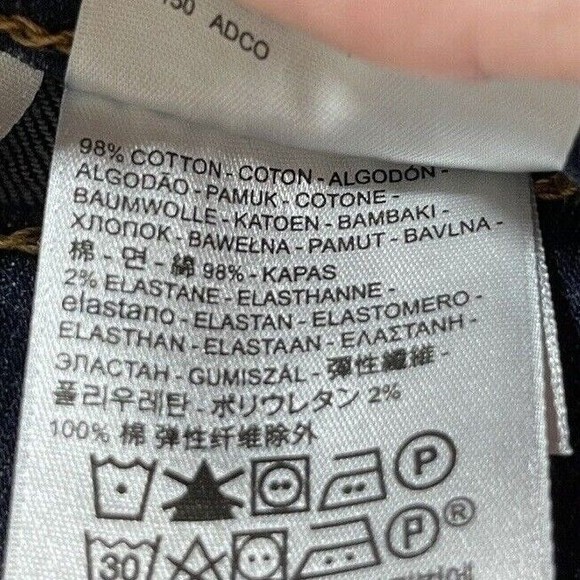 150 ADCO
98% COTTON - COTON - ALGODÓN -
ALGODÃO - PAMUK - COTONE -
BAUMWOLLE - KATOEN - BAMBAKI -
ХЛОПОК - BAWEŁNA - PAMUT - BAVLNA -
棉 - 면 - 綿 98% - KAPAS
2% ELASTANE - ELASTHANNE -
elastano - ELASTAN - ELASTOMERO -
ELASTHAN - ELASTAAN - ΕΛΑΣΤΑΝΗ -
ЭЛАСТАН - GUMISZÁL - 彈性纖維 -
폴리우레탄 - ポリウレタン 2%
100% 棉 弹性纤维除外
P
30 P ®